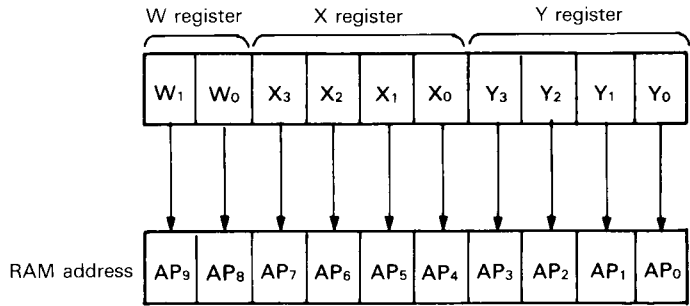 W register X register Y register
W1 W0 X3 X2 X1 X0 Y3 Y2 Y1 Y0
RAM address AP9 AP8 AP7 AP6 AP5 AP4 AP3 AP2 AP1 AP0